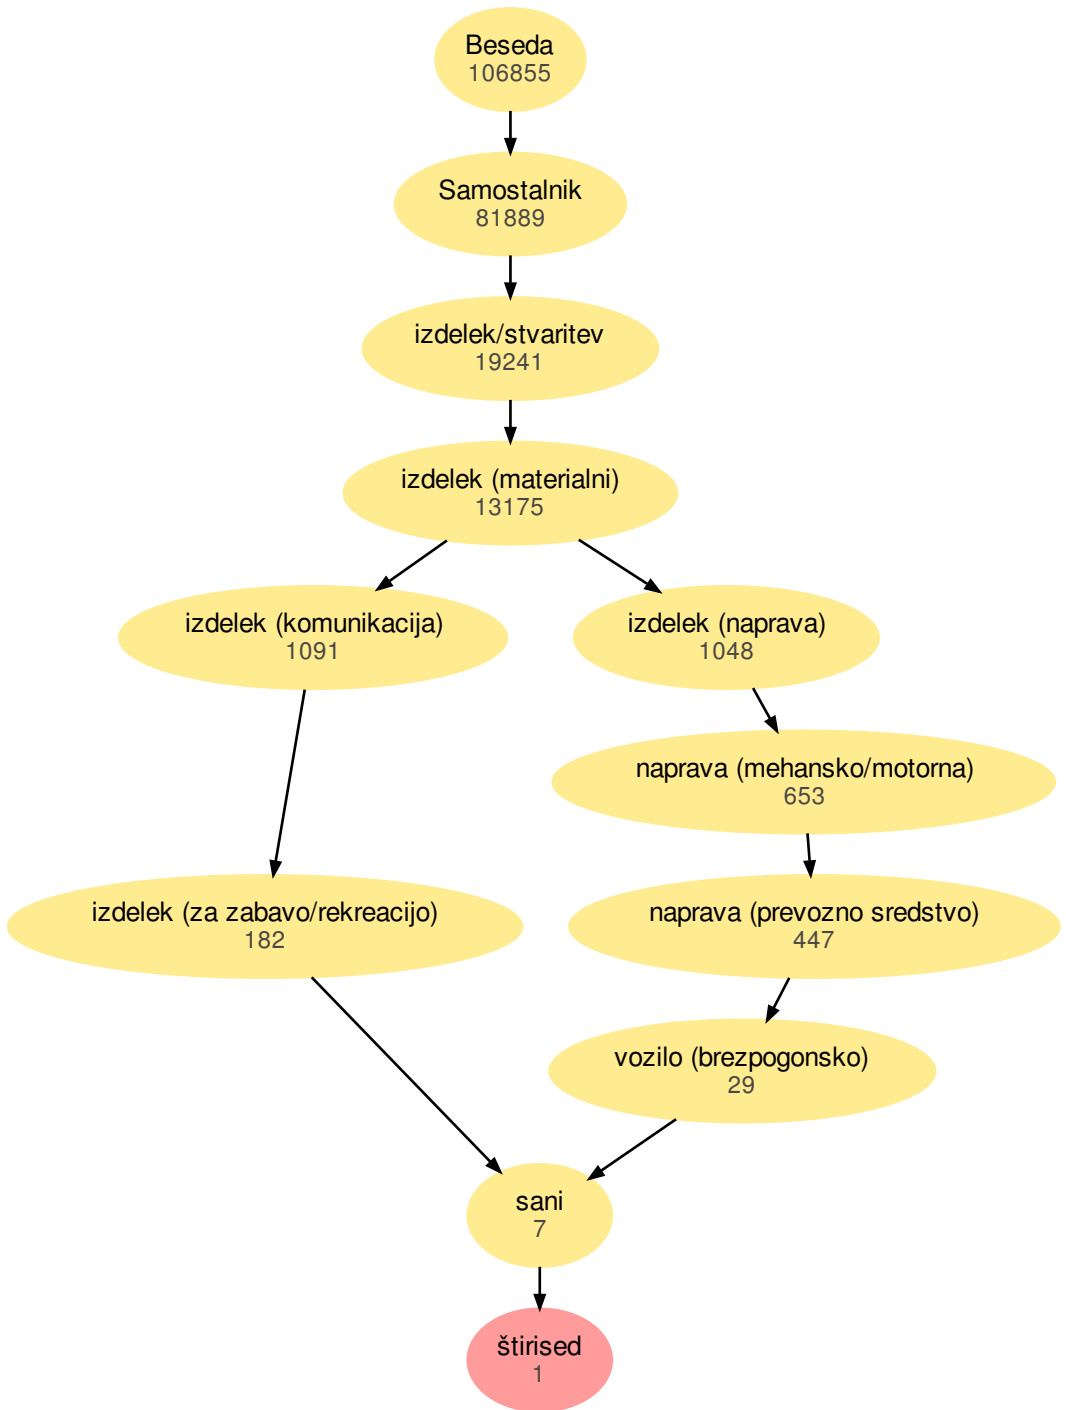 Beseda
106855
Samostalnik
81889
izdelek/stvaritev
19241
izdelek (materialni)
13175
izdelek (komunikacija)
1091
izdelek (naprava)
1048
naprava (mehansko/motorna)
653
izdelek (za zabavo/rekreacijo)
182
naprava (prevozno sredstvo)
447
vozilo (brezpogonsko)
29
sani
7
štirised
1